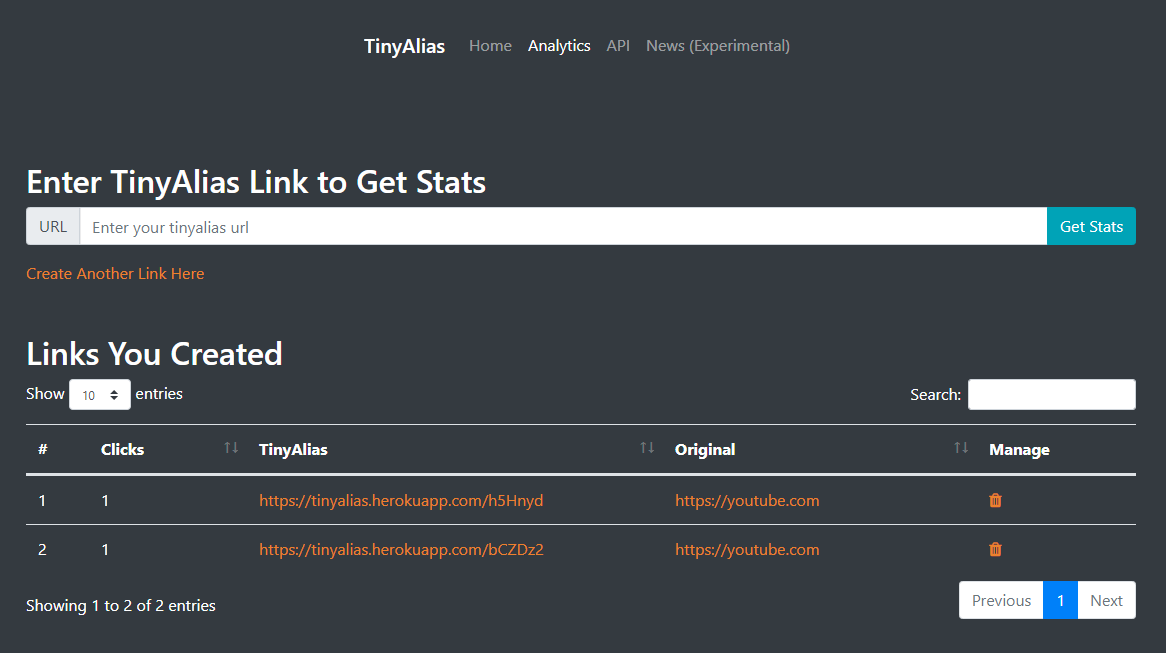 TinyAlias Home Analytics API News (Experimental)
Enter TinyAlias Link to Get Stats
URL Enter your tinyalias url Get Stats
Create Another Link Here
Links You Created
Show 10 entries Search:
# Clicks TinyAlias Original Manage
1 1 https://tinyalias.herokuapp.com/h5Hnyd https://youtube.com
2 1 https://tinyalias.herokuapp.com/bCZDz2 https://youtube.com
Showing 1 to 2 of 2 entries Previous 1 Next